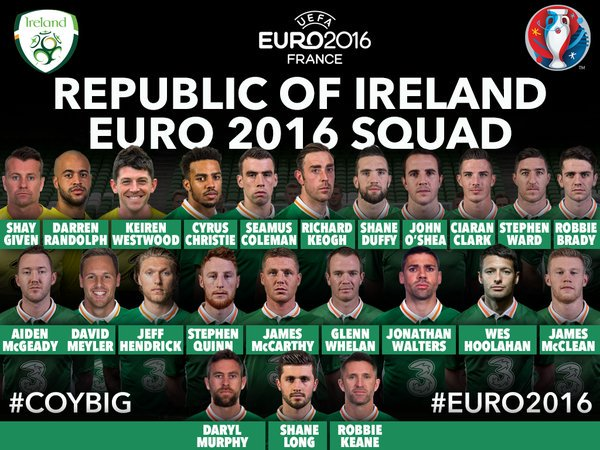 Ireland
UEFA
EURO2016
FRANCE
TM
REPUBLIC OF IRELAND
EURO 2016 SQUAD
SHAY GIVEN
DARREN RANDOLPH
KEIREN WESTWOOD
CYRUS CHRISTIE
SEAMUS COLEMAN
RICHARD KEOGH
SHANE DUFFY
JOHN O'SHEA
CIARAN CLARK
STEPHEN WARD
ROBBIE BRADY
AIDEN McGEADY
DAVID MEYLER
JEFF HENDRICK
STEPHEN QUINN
JAMES McCARTHY
GLENN WHELAN
JONATHAN WALTERS
WES HOOLAHAN
JAMES McCLEAN
#COYBIG
#EURO2016
DARYL MURPHY
SHANE LONG
ROBBIE KEANE